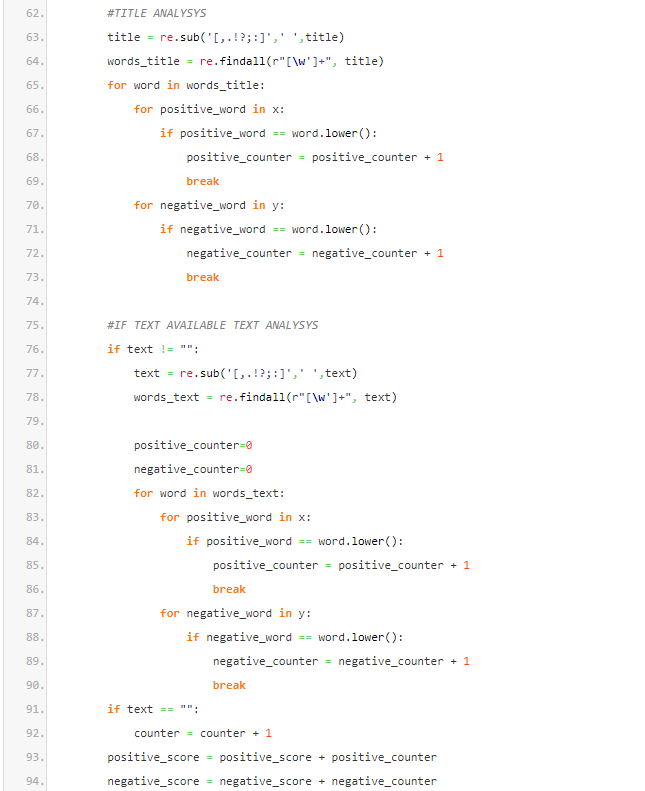 62. #TITLE ANALYSYS
63. title = re.sub('[,.!?;:]',' ',title)
64. words_title = re.findall(r"[\w']+", title)
65. for word in words_title:
66. for positive_word in x:
67. if positive_word == word.lower():
68. positive_counter = positive_counter + 1
69. break
70. for negative_word in y:
71. if negative_word == word.lower():
72. negative_counter = negative_counter + 1
73. break
74.
75. #IF TEXT AVAILABLE TEXT ANALYSYS
76. if text != "":
77. text = re.sub('[,.!?;:]',' ',text)
78. words_text = re.findall(r"[\w']+", text)
79.
80. positive_counter=0
81. negative_counter=0
82. for word in words_text:
83. for positive_word in x:
84. if positive_word == word.lower():
85. positive_counter = positive_counter + 1
86. break
87. for negative_word in y:
88. if negative_word == word.lower():
89. negative_counter = negative_counter + 1
90. break
91. if text == "":
92. counter = counter + 1
93. positive_score = positive_score + positive_counter
94. negative_score = negative_score + negative_counter